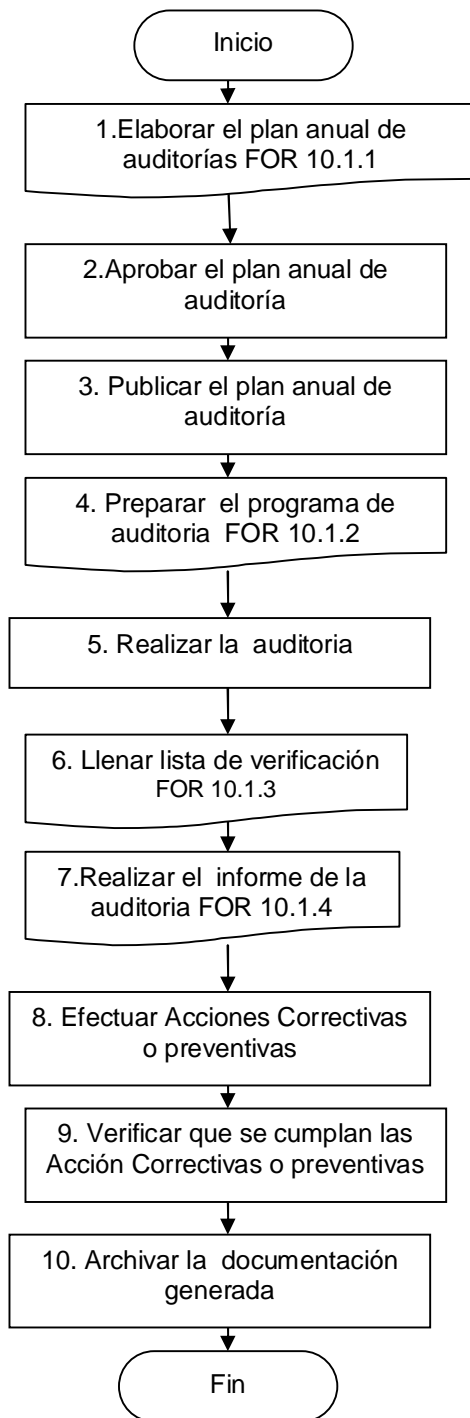 Inicio
1.Elaborar el plan anual de
auditorías FOR 10.1.1
2.Aprobar el plan anual de
auditoría
3. Publicar el plan anual de
auditoría
4. Preparar el programa de
auditoria FOR 10.1.2
5. Realizar la auditoria
6. Llenar lista de verificación
FOR 10.1.3
7.Realizar el informe de la
auditoria FOR 10.1.4
8. Efectuar Acciones Correctivas
o preventivas
9. Verificar que se cumplan las
Acción Correctivas o preventivas
10. Archivar la documentación
generada
Fin